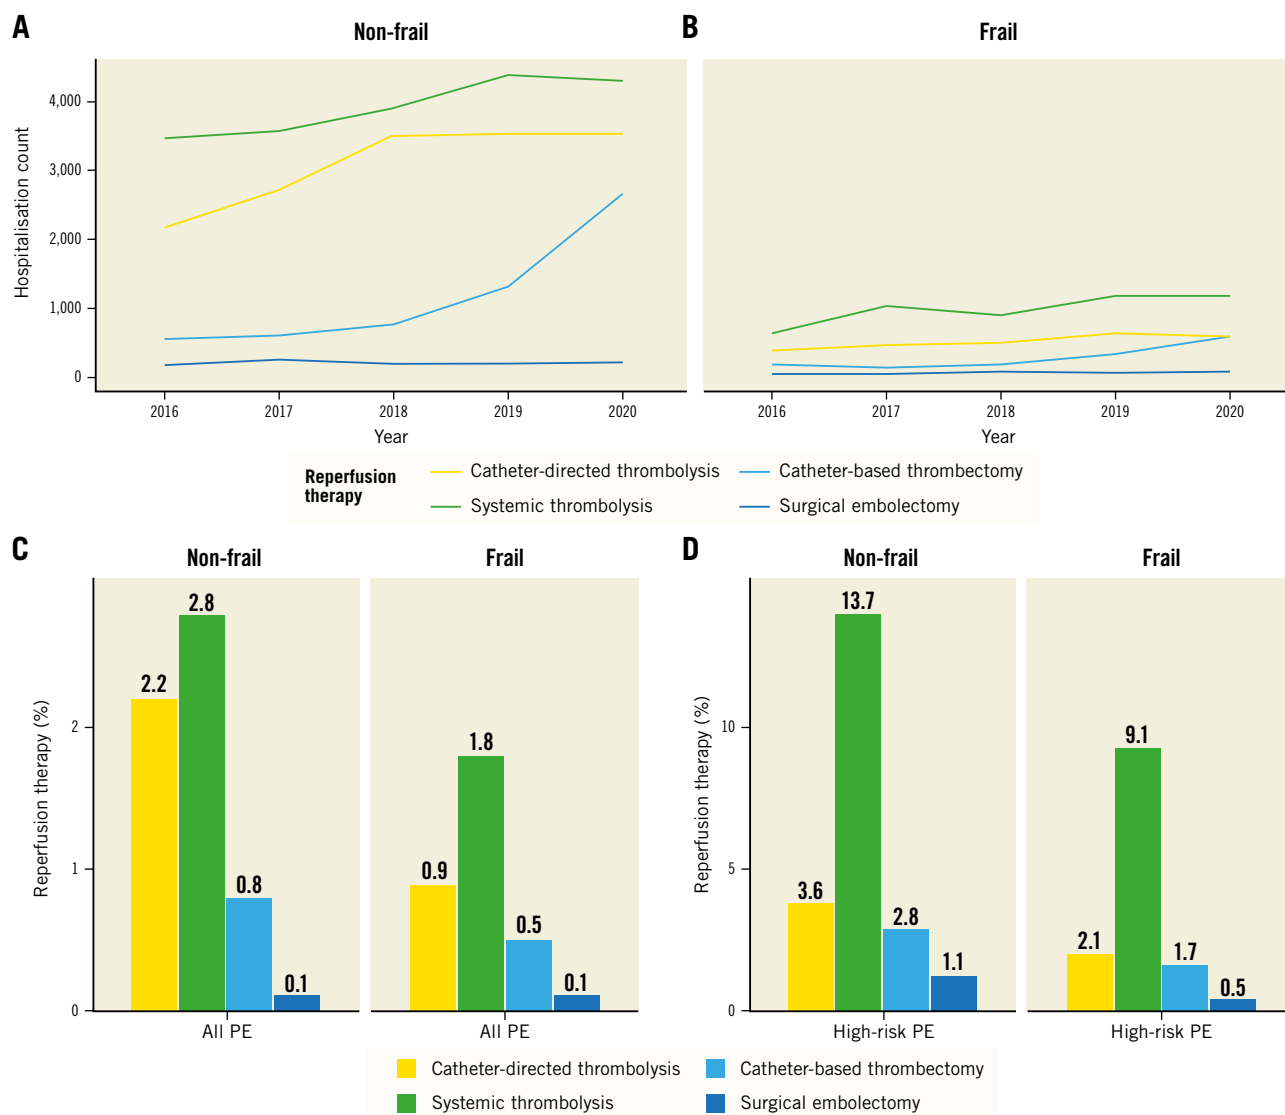 A
Non-frail
B
Frail
Hospitalisation count
4,000
3,000
2,000
1,000
0
2016 2017 2018 2019 2020
Year
2016 2017 2018 2019 2020
Year
Reperfusion therapy
Catheter-directed thrombolysis
Catheter-based thrombectomy
Systemic thrombolysis
Surgical embolectomy
C
Non-frail
Frail
Reperfusion therapy (%)
2
1
0
2.2
2.8
0.8
0.1
All PE
0.9
1.8
0.5
0.1
All PE
D
Non-frail
Frail
Reperfusion therapy (%)
10
5
0
3.6
13.7
2.8
1.1
High-risk PE
2.1
9.1
1.7
0.5
High-risk PE
Catheter-directed thrombolysis
Catheter-based thrombectomy
Systemic thrombolysis
Surgical embolectomy